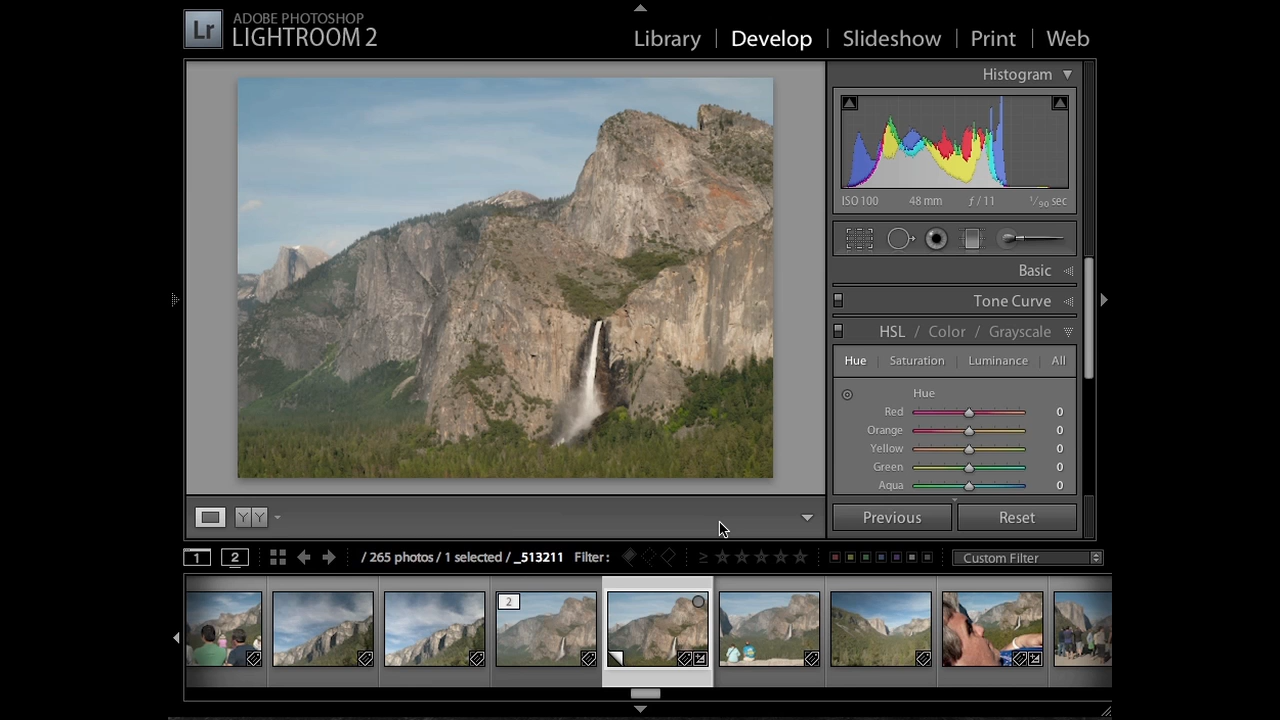 Lr ADOBE PHOTOSHOP
LIGHTROOM 2
Library | Develop | Slideshow | Print | Web
Histogram
ISO 100 48 mm ƒ / 11 1/90 sec
Basic
Tone Curve
HSL / Color / Grayscale
Hue Saturation Luminance All
Hue
Red 0
Orange 0
Yellow 0
Green 0
Aqua 0
Y Y
Previous Reset
1 2 / 265 photos / 1 selected / _513211 Filter : ≥ Custom Filter
2